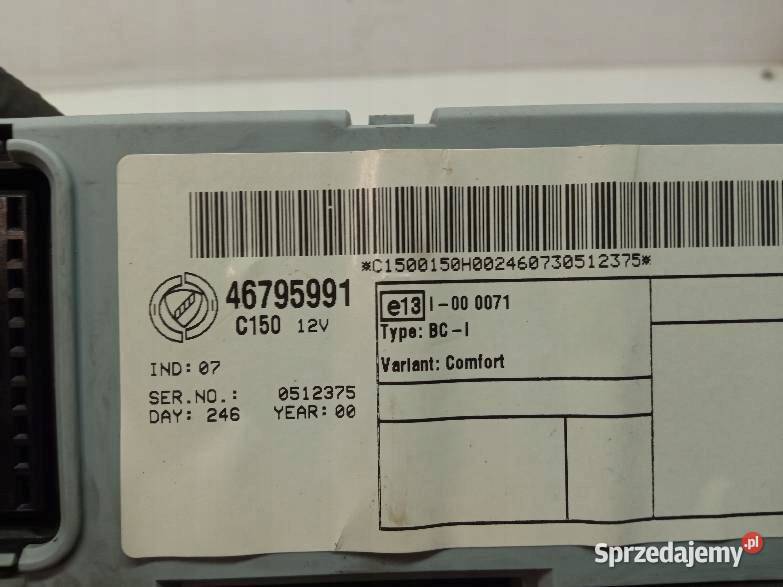 *C1500150H002460730512375*
46795991
C150 12V
IND: 07
SER.NO.: 0512375
DAY: 246 YEAR: 00
e13 I-00 0071
Type: BC-I
Variant: Comfort
Sprzedajemy.pl